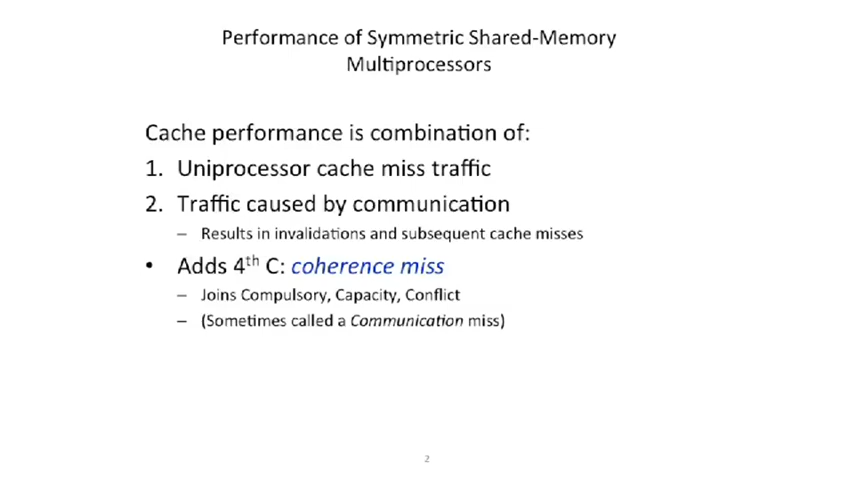 Performance of Symmetric Shared-Memory
Multiprocessors
Cache performance is combination of:
1. Uniprocessor cache miss traffic
2. Traffic caused by communication
– Results in invalidations and subsequent cache misses
• Adds 4th C: coherence miss
– Joins Compulsory, Capacity, Conflict
– (Sometimes called a Communication miss)
2